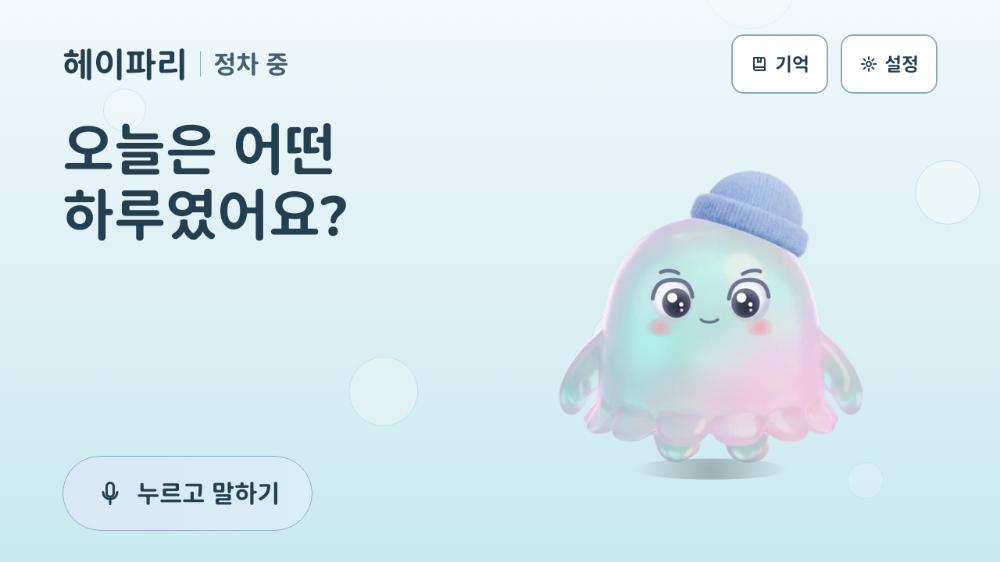 헤이파리 정차 중
기억
설정
오늘은 어떤
하루였어요?
누르고 말하기